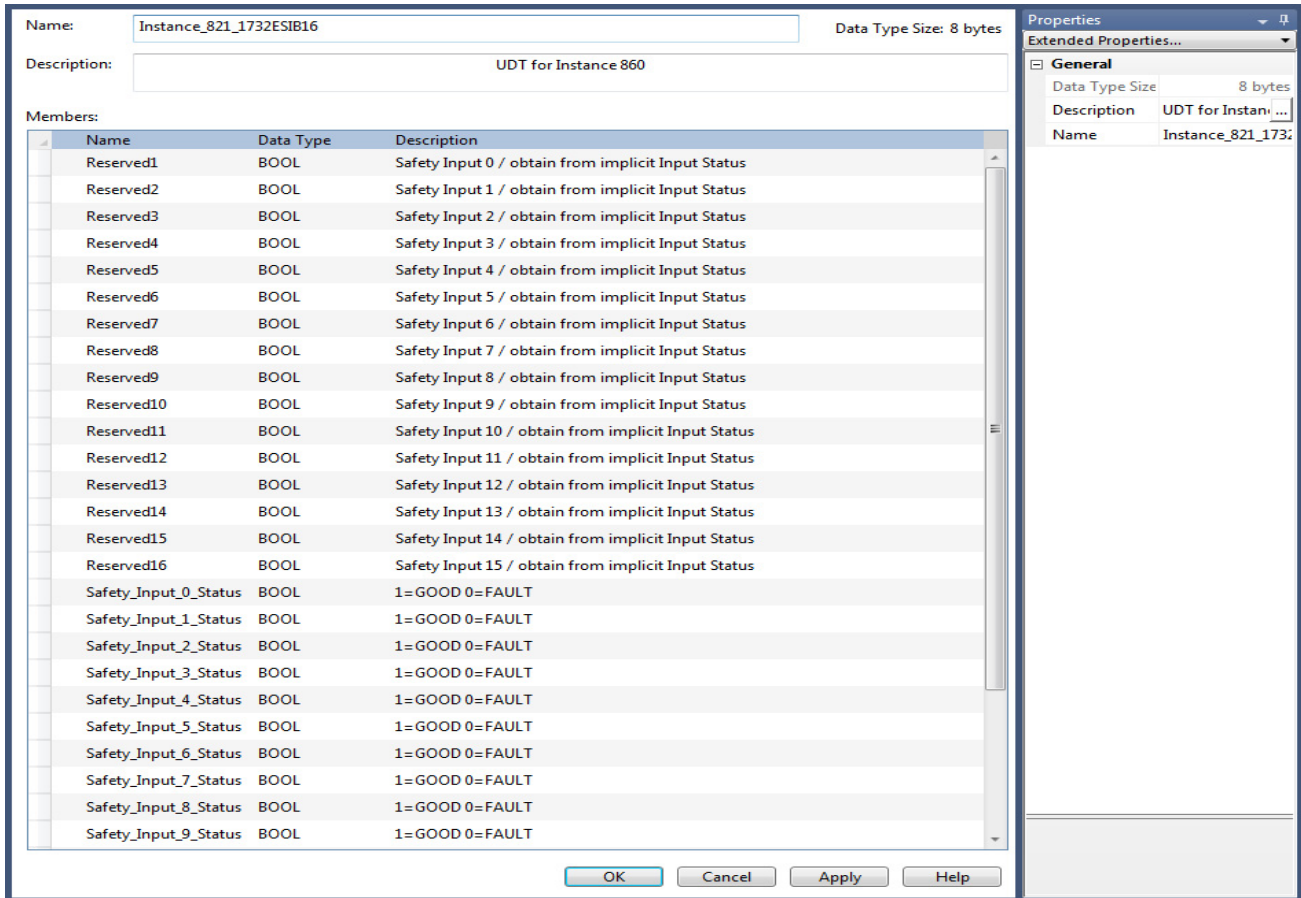 Name: Instance_821_1732ESIB16 Data Type Size: 8 bytes
Description: UDT for Instance 860
Members:
Name Data Type Description
Reserved1 BOOL Safety Input 0 / obtain from implicit Input Status
Reserved2 BOOL Safety Input 1 / obtain from implicit Input Status
Reserved3 BOOL Safety Input 2 / obtain from implicit Input Status
Reserved4 BOOL Safety Input 3 / obtain from implicit Input Status
Reserved5 BOOL Safety Input 4 / obtain from implicit Input Status
Reserved6 BOOL Safety Input 5 / obtain from implicit Input Status
Reserved7 BOOL Safety Input 6 / obtain from implicit Input Status
Reserved8 BOOL Safety Input 7 / obtain from implicit Input Status
Reserved9 BOOL Safety Input 8 / obtain from implicit Input Status
Reserved10 BOOL Safety Input 9 / obtain from implicit Input Status
Reserved11 BOOL Safety Input 10 / obtain from implicit Input Status
Reserved12 BOOL Safety Input 11 / obtain from implicit Input Status
Reserved13 BOOL Safety Input 12 / obtain from implicit Input Status
Reserved14 BOOL Safety Input 13 / obtain from implicit Input Status
Reserved15 BOOL Safety Input 14 / obtain from implicit Input Status
Reserved16 BOOL Safety Input 15 / obtain from implicit Input Status
Safety_Input_0_Status BOOL 1=GOOD 0=FAULT
Safety_Input_1_Status BOOL 1=GOOD 0=FAULT
Safety_Input_2_Status BOOL 1=GOOD 0=FAULT
Safety_Input_3_Status BOOL 1=GOOD 0=FAULT
Safety_Input_4_Status BOOL 1=GOOD 0=FAULT
Safety_Input_5_Status BOOL 1=GOOD 0=FAULT
Safety_Input_6_Status BOOL 1=GOOD 0=FAULT
Safety_Input_7_Status BOOL 1=GOOD 0=FAULT
Safety_Input_8_Status BOOL 1=GOOD 0=FAULT
Safety_Input_9_Status BOOL 1=GOOD 0=FAULT
OK Cancel Apply Help
Properties
Extended Properties...
General
Data Type Size 8 bytes
Description UDT for Instan ...
Name Instance_821_1732